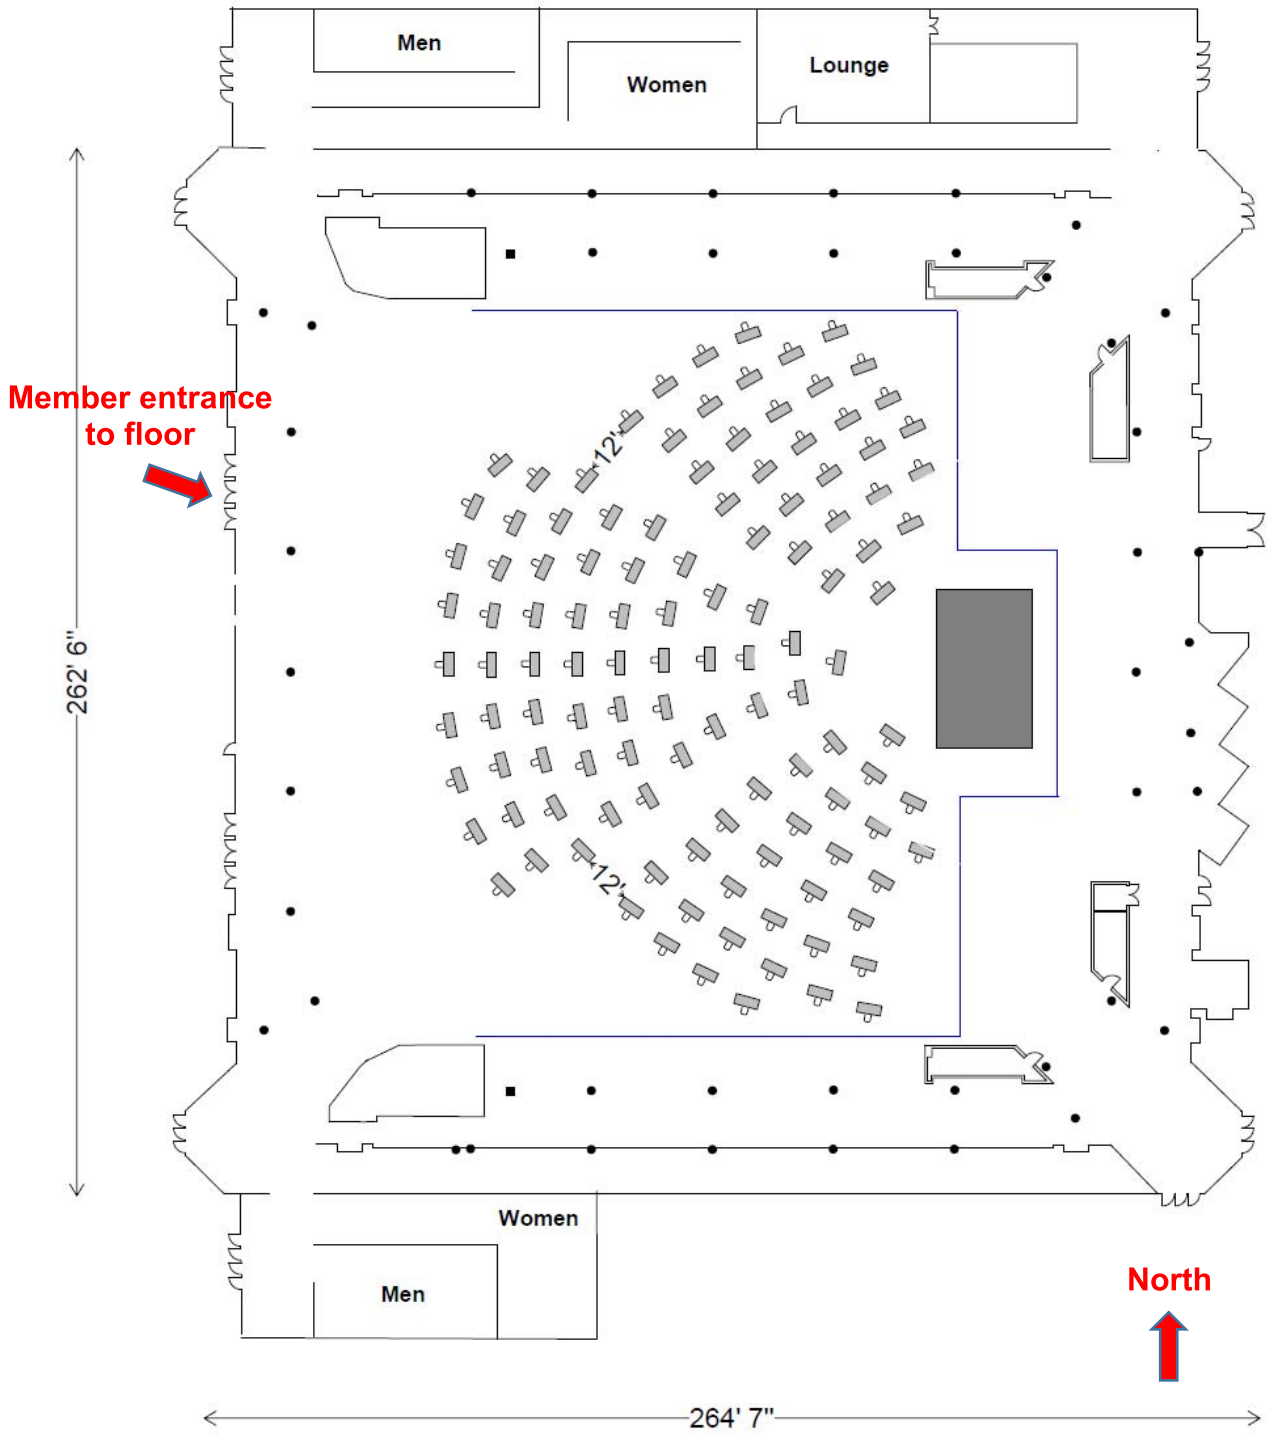 Men
Women
Lounge
Member entrance
to floor
12'
262' 6"
12'
Women
Men
North
264' 7"